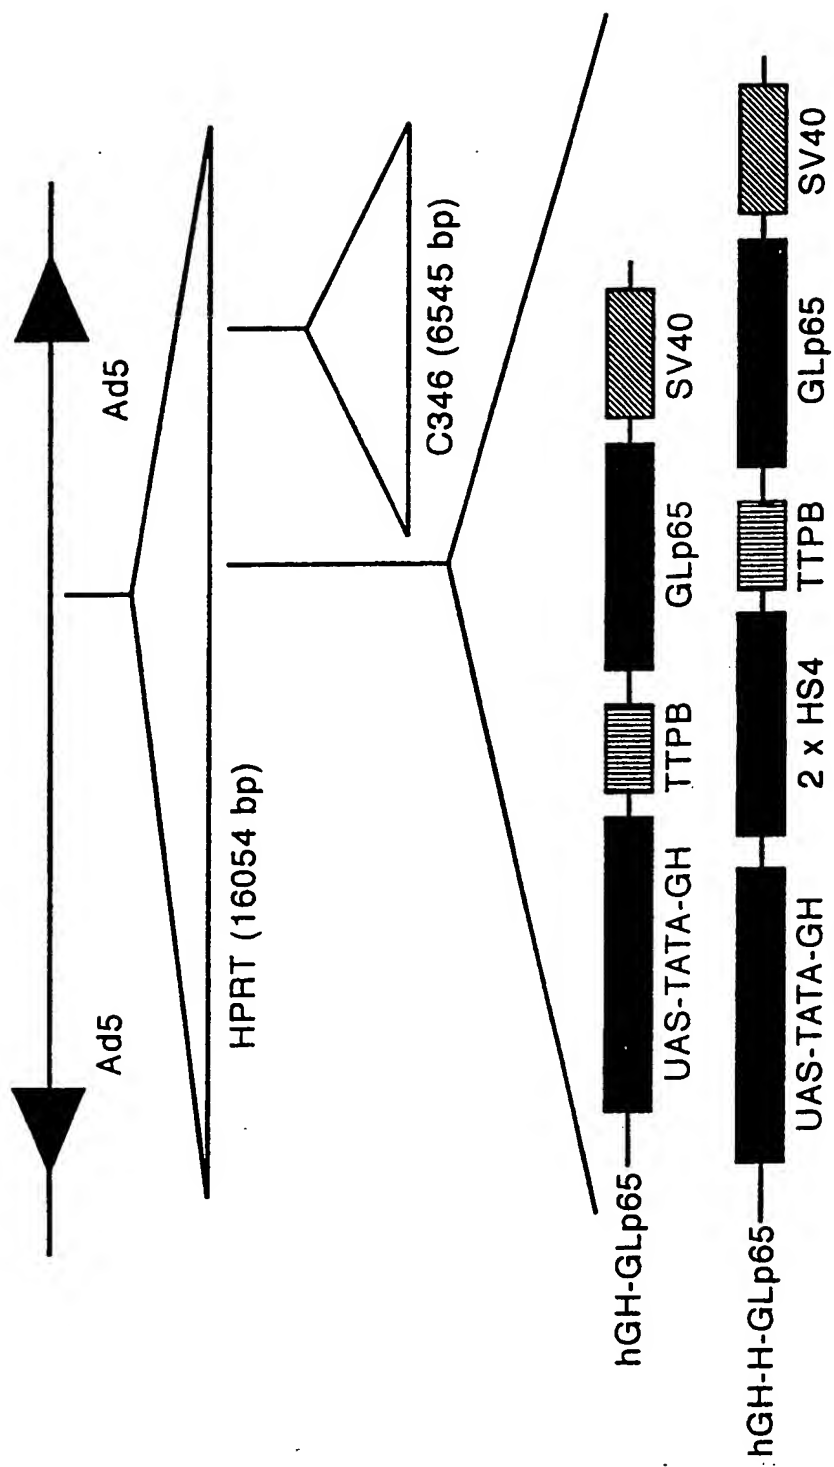 Ad5
Ad5
HPRT (16054 bp)
C346 (6545 bp)
hGH-GLp65
UAS-TATA-GH
TTPB
GLp65
SV40
hGH-H-GLp65
UAS-TATA-GH
2 x HS4
TTPB
GLp65
SV40